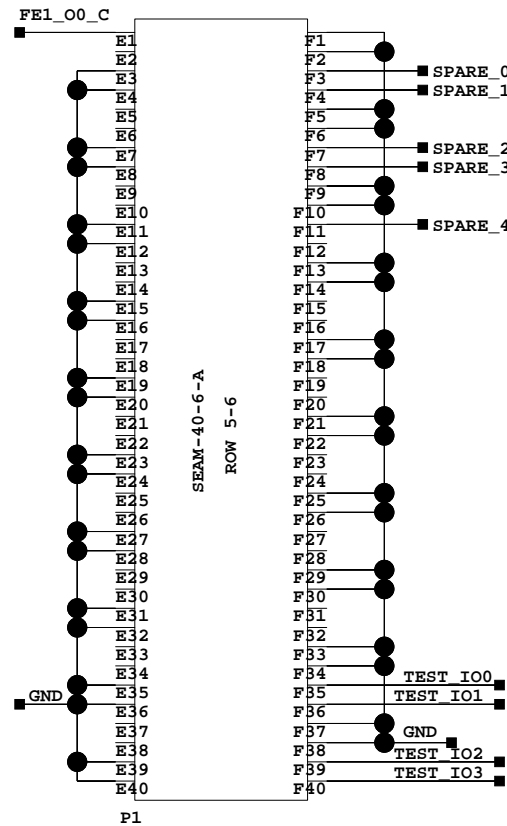 FE1_O0_C
E1 F1
E2 F2
E3 F3 SPARE_0
E4 F4 SPARE_1
E5 F5
E6 F6
E7 F7 SPARE_2
E8 F8 SPARE_3
E9 F9
E10 F10
E11 F11 SPARE_4
E12 F12
E13 F13
E14 F14
E15 F15
E16 F16
E17 F17
E18 F18
E19 F19
E20 F20
E21 F21
E22 F22
E23 F23
E24 F24
E25 F25
E26 F26
E27 F27
E28 F28
E29 F29
E30 F30
E31 F31
E32 F32
E33 F33
E34 F34 TEST_IO0
E35 F35 TEST_IO1
GND E36 F36
E37 F37 GND
E38 F38 TEST_IO2
E39 F39 TEST_IO3
E40 F40
SEAM-40-6-A
ROW 5-6
P1